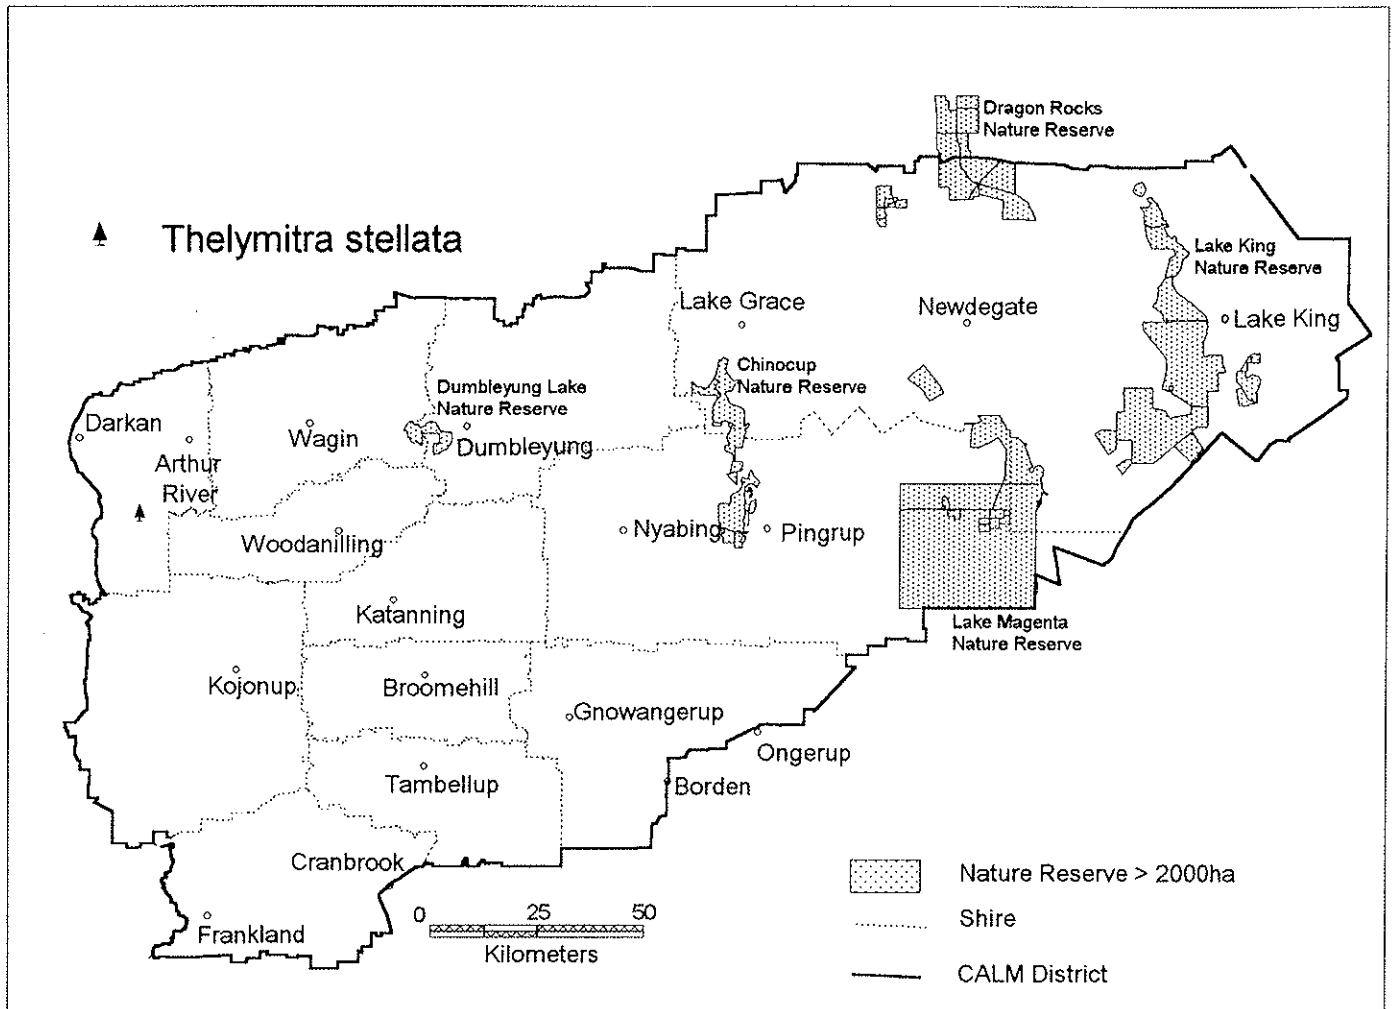 Dragon Rocks
Nature Reserve
Thelymitra stellata
Lake King
Nature Reserve
Lake Grace
Newdegate
Lake King
Chinocup
Nature Reserve
Dumbleyung Lake
Nature Reserve
Darkan
Wagin
Dumbleyung
Arthur
River
Nyabing
Pingrup
Woodanilling
Katanning
Lake Magenta
Nature Reserve
Kojonup
Broomehill
Gnowangerup
Ongerup
Tambellup
Borden
Cranbrook
Frankland
0 25 50
Kilometers
Nature Reserve > 2000ha
Shire
CALM District